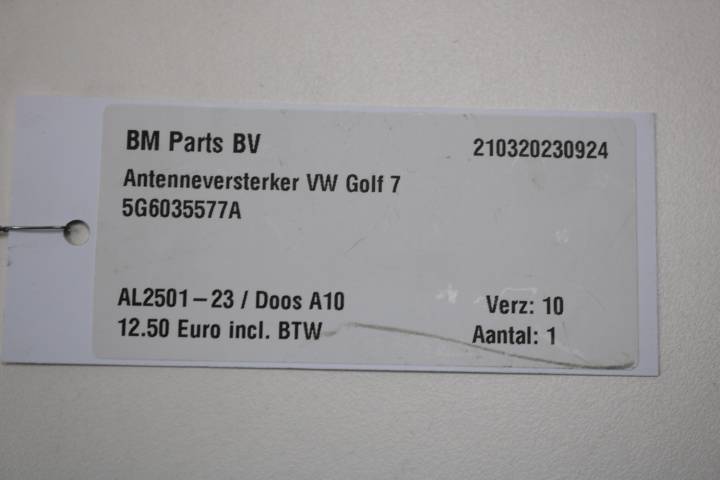 BM Parts BV 210320230924
Antenneversterker VW Golf 7
5G6035577A
AL2501-23 / Doos A10 Verz: 10
12.50 Euro incl. BTW Aantal: 1